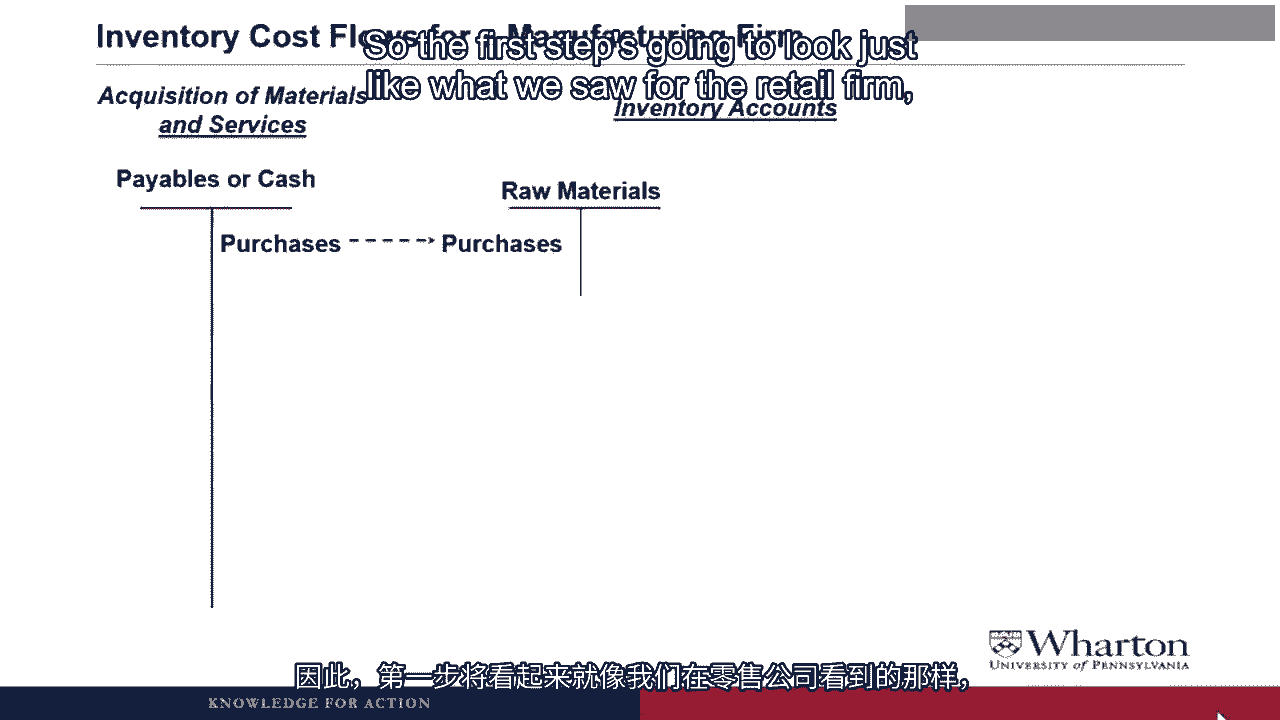 Inventory Cost Flows for a Manufacturing Firm
So the first step's going to look just
like what we saw for the retail firm,
Acquisition of Materials
and Services
Inventory Accounts
Payables or Cash
Raw Materials
Purchases
Purchases
Wharton
UNIVERSITY of PENNSYLVANIA
因此，第一步将看起来就像我们在零售公司看到的那样，
KNOWLEDGE FOR ACTION